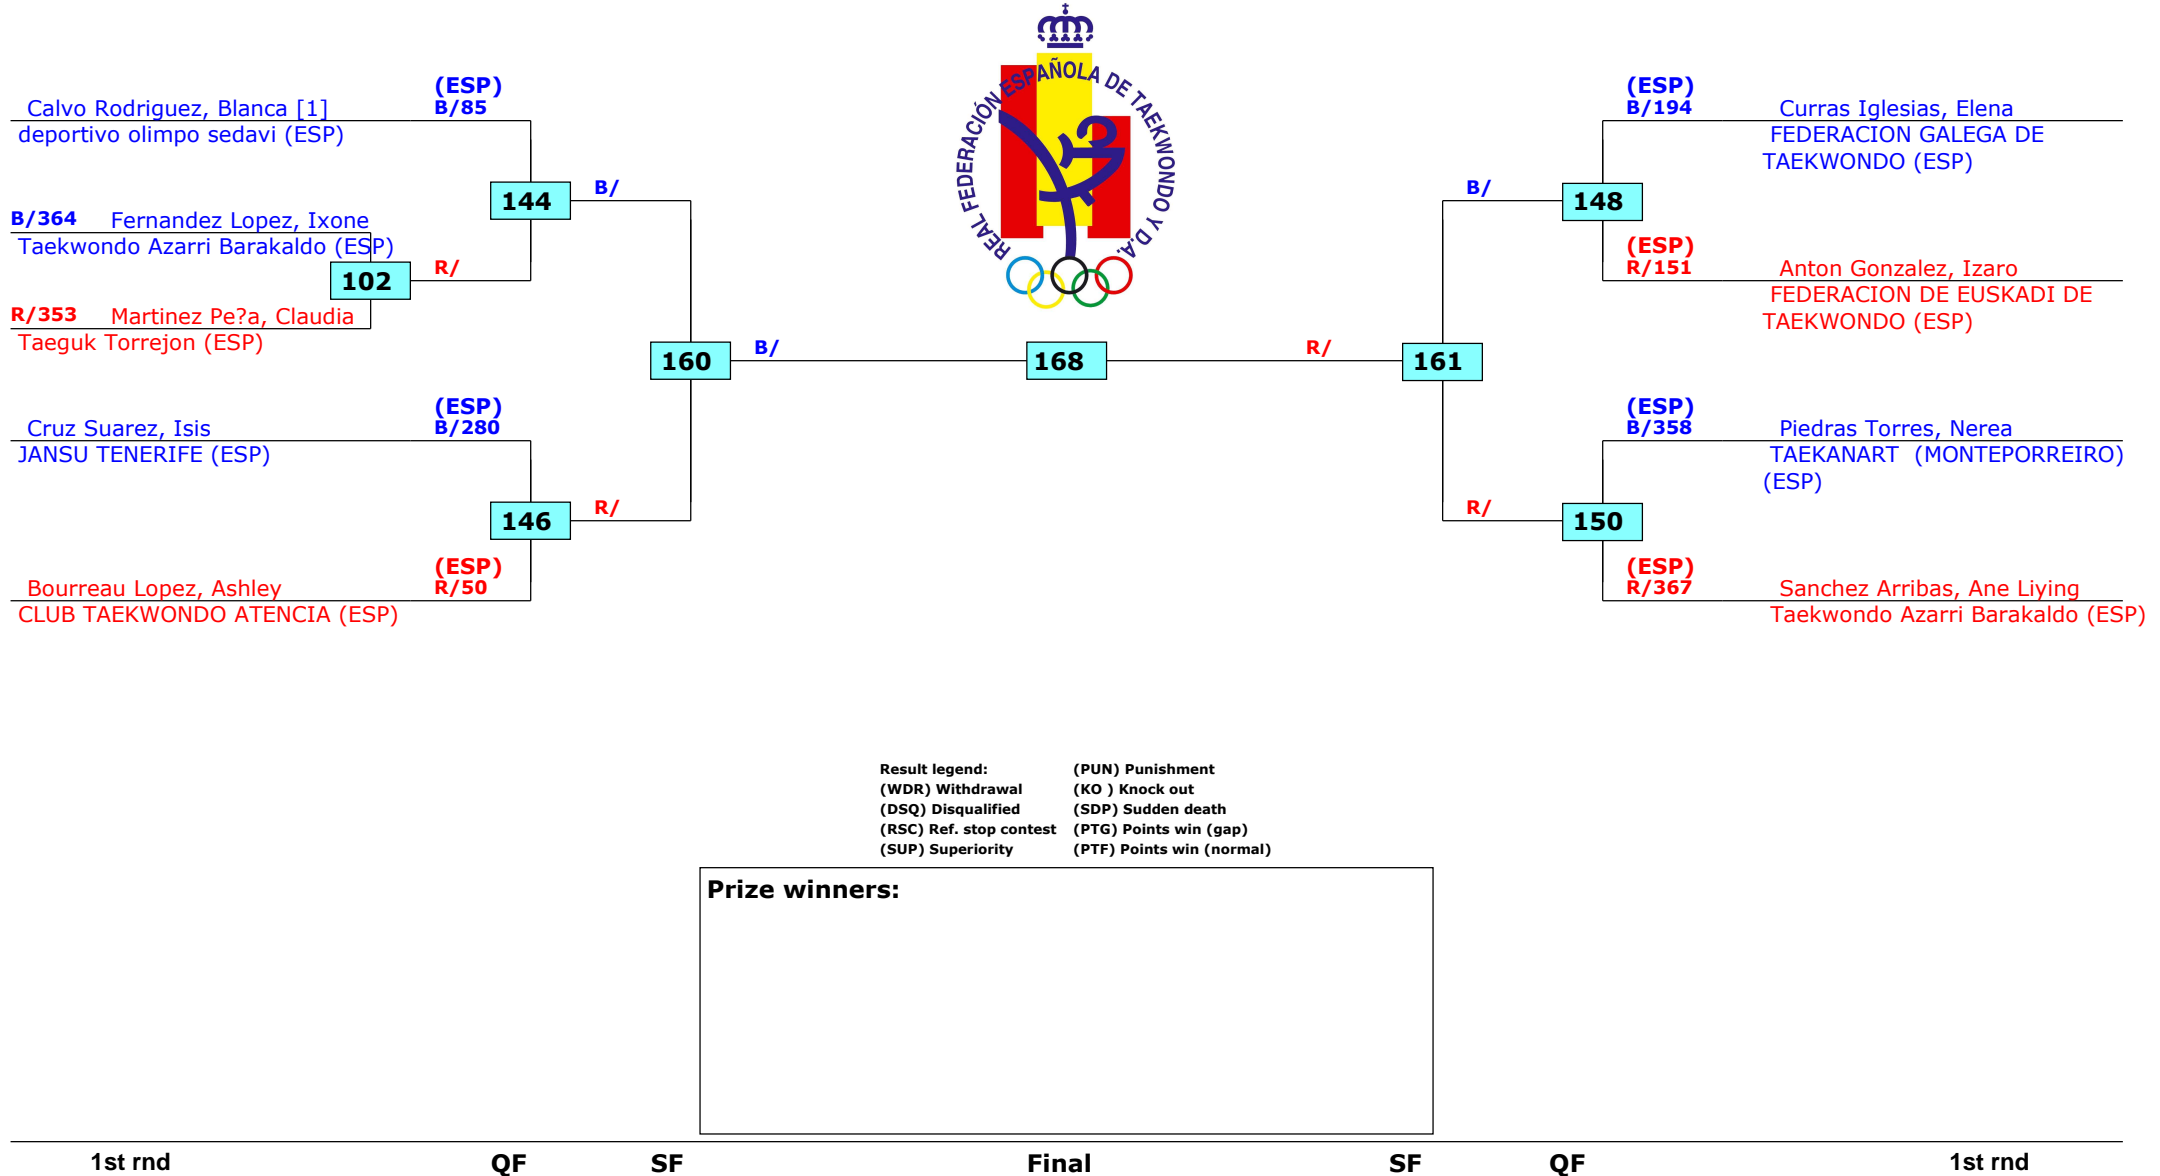 REAL FEDERACIÓN ESPAÑOLA DE TAEKWONDO Y D.A.
(ESP)
Calvo Rodriguez, Blanca [1] B/85
deportivo olimpo sedavi (ESP)
144
B/
B/364 Fernandez Lopez, Ixone
Taekwondo Azarri Barakaldo (ESP)
102
R/
R/353 Martinez Pe?a, Claudia
Taeguk Torrejon (ESP)
160
B/
168
(ESP)
Cruz Suarez, Isis B/280
JANSU TENERIFE (ESP)
146
R/
(ESP)
Bourreau Lopez, Ashley R/50
CLUB TAEKWONDO ATENCIA (ESP)
(ESP)
B/194 Curras Iglesias, Elena
FEDERACION GALEGA DE
TAEKWONDO (ESP)
B/
148
(ESP)
R/151 Anton Gonzalez, Izaro
FEDERACION DE EUSKADI DE
TAEKWONDO (ESP)
R/
161
(ESP)
B/358 Piedras Torres, Nerea
TAEKANART (MONTEPORREIRO)
(ESP)
R/
150
(ESP)
R/367 Sanchez Arribas, Ane Liying
Taekwondo Azarri Barakaldo (ESP)
Result legend: (PUN) Punishment
(WDR) Withdrawal (KO ) Knock out
(DSQ) Disqualified (SDP) Sudden death
(RSC) Ref. stop contest (PTG) Points win (gap)
(SUP) Superiority (PTF) Points win (normal)
Prize winners:
1st rnd QF SF Final SF QF 1st rnd